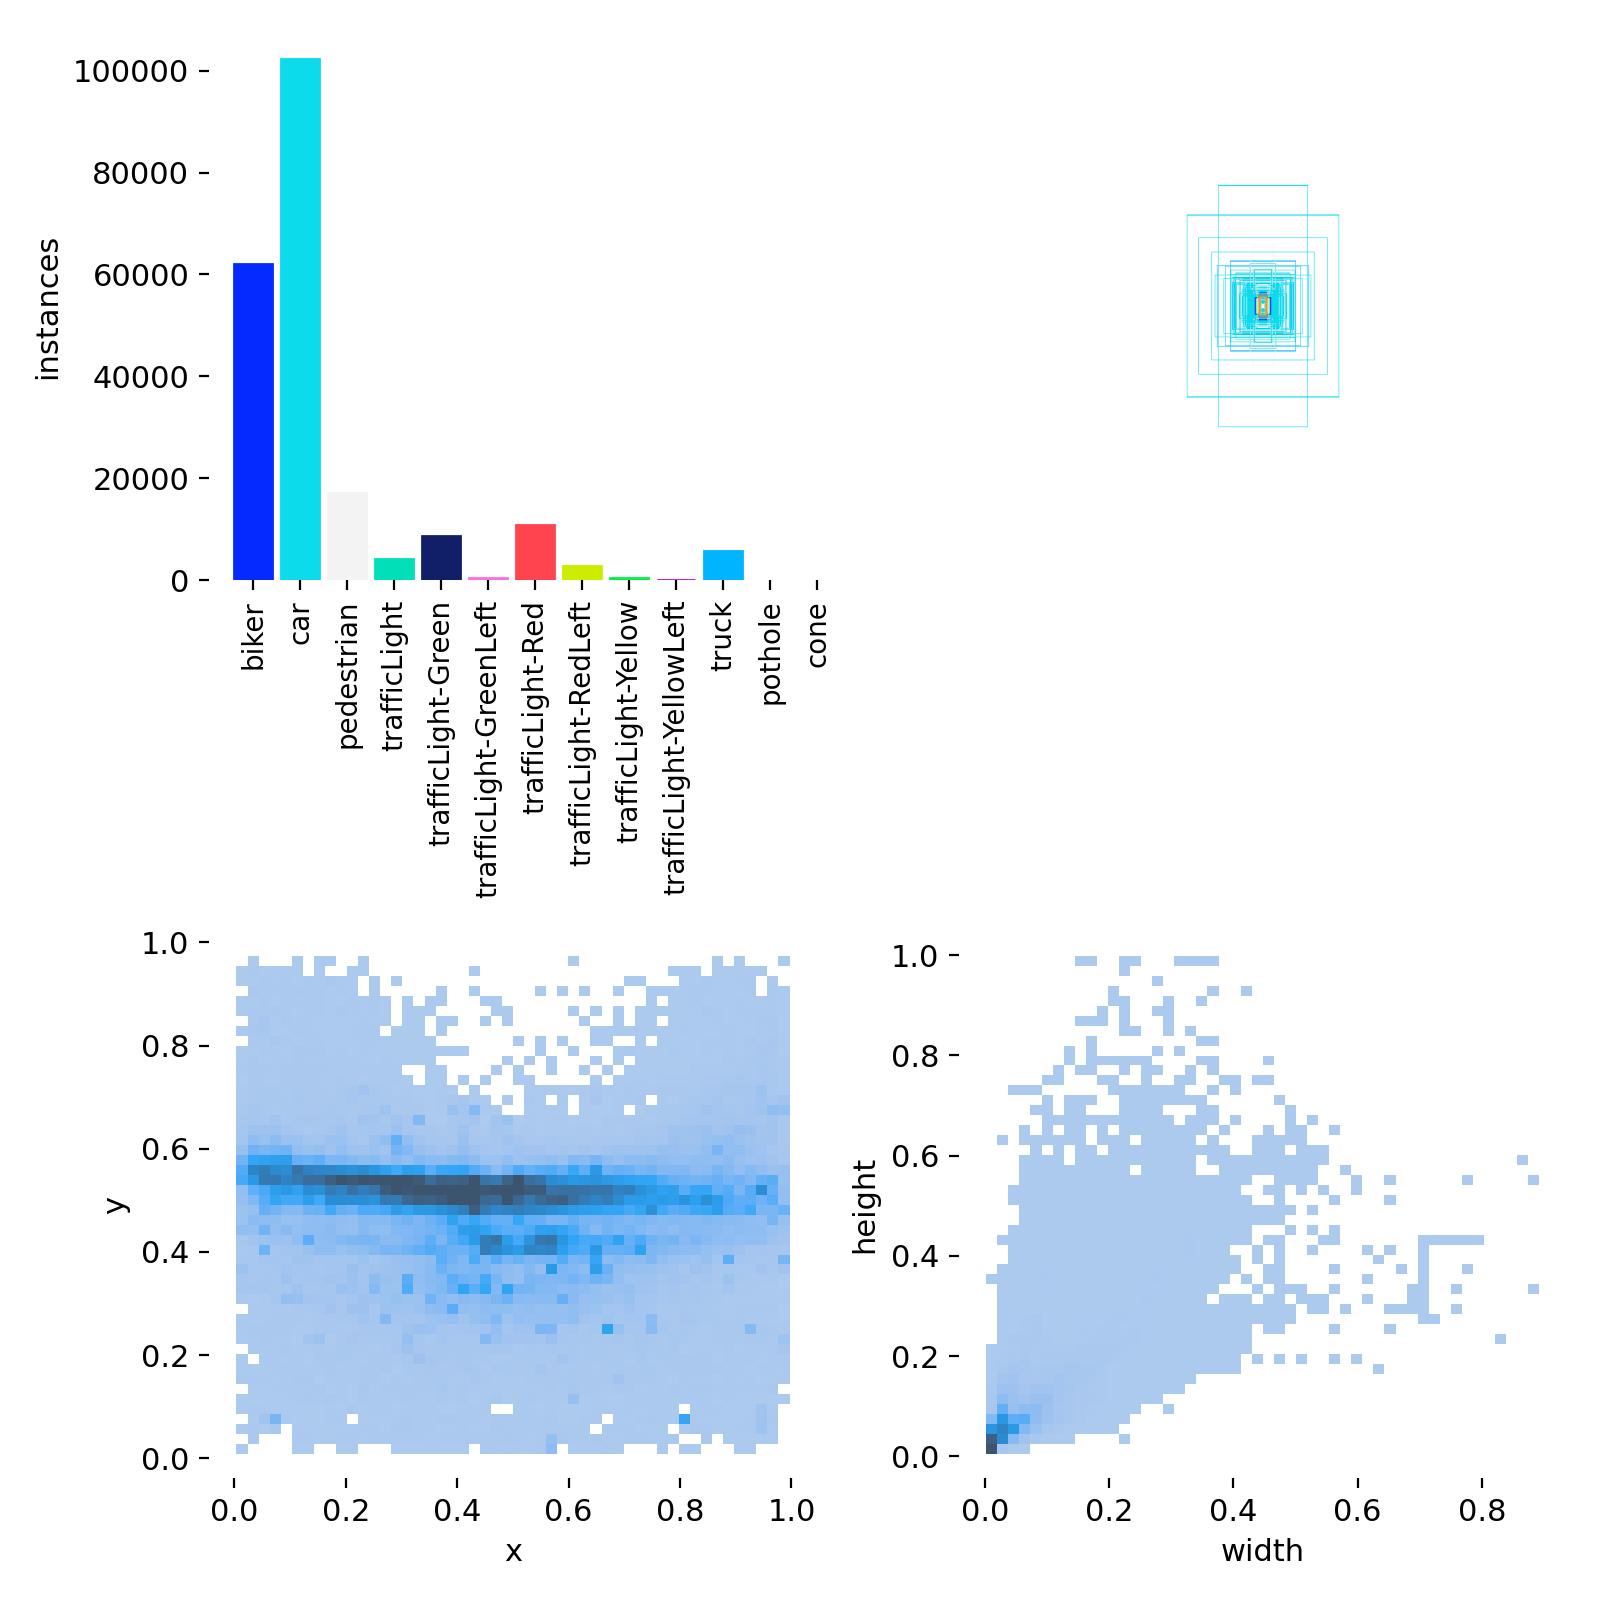 instances
100000
80000
60000
40000
20000
0
biker
car
pedestrian
trafficLight
trafficLight-Green
trafficLight-GreenLeft
trafficLight-Red
trafficLight-RedLeft
trafficLight-Yellow
trafficLight-YellowLeft
truck
pothole
cone
y
1.0
0.8
0.6
0.4
0.2
0.0
0.0 0.2 0.4 0.6 0.8 1.0
x
height
1.0
0.8
0.6
0.4
0.2
0.0
0.0 0.2 0.4 0.6 0.8
width